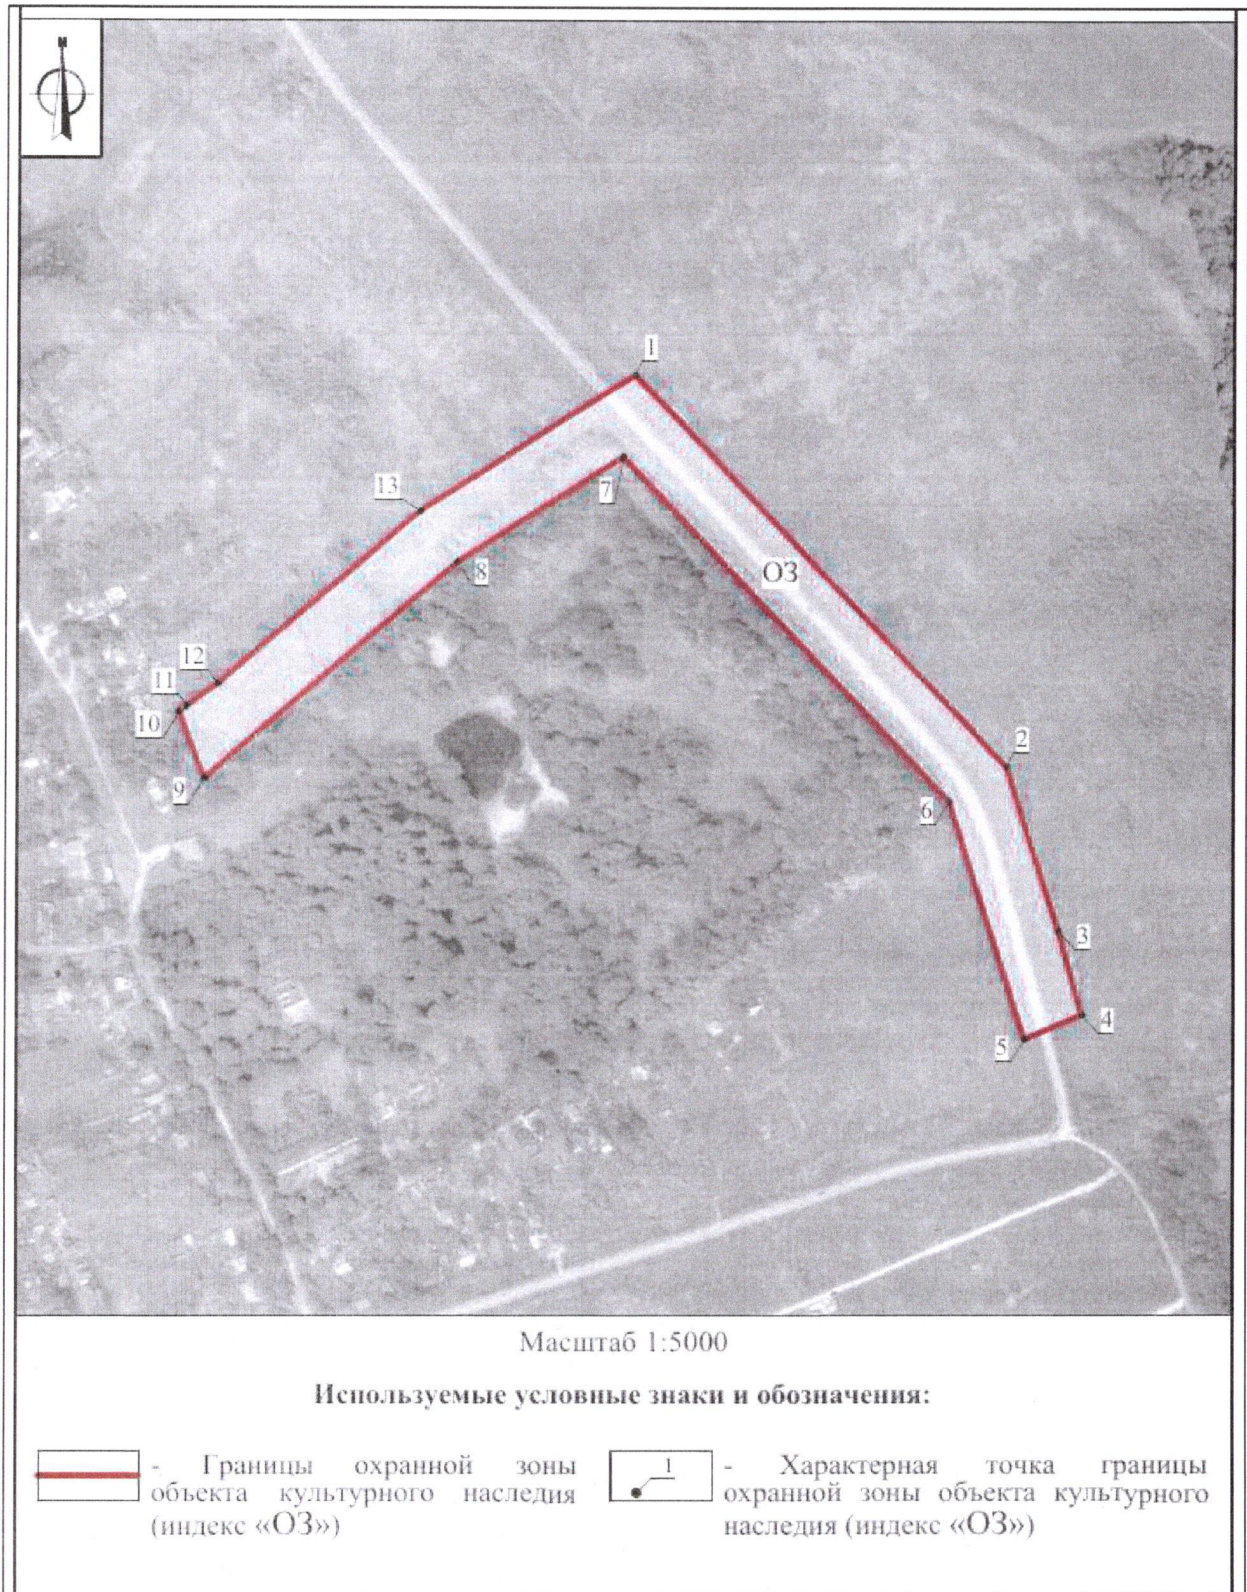 N
1
13
7
8
ОЗ
12
11
10
2
9
6
3
4
5
Масштаб 1:5000
Используемые условные знаки и обозначения:
- Границы охранной зоны
объекта культурного наследия
(индекс «ОЗ»)
1
- Характерная точка границы
охранной зоны объекта культурного
наследия (индекс «ОЗ»)